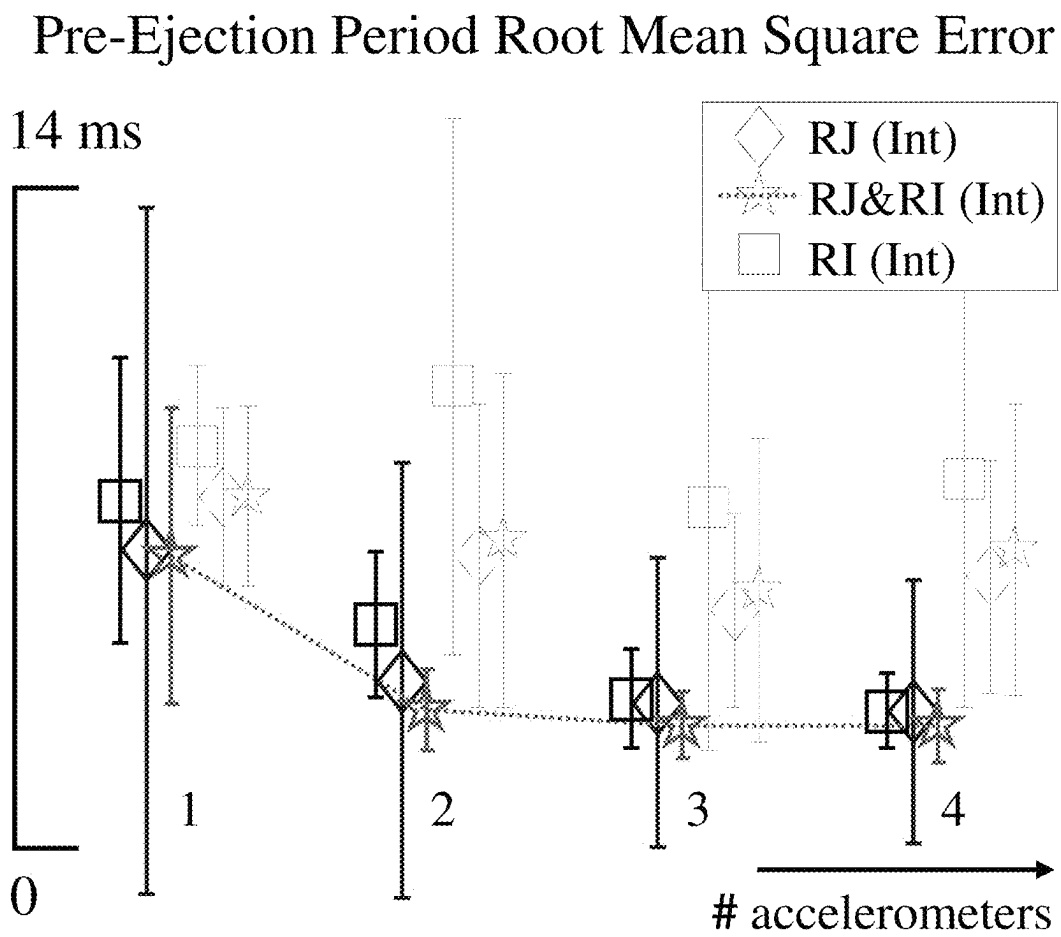 Pre-Ejection Period Root Mean Square Error
14 ms
RJ (Int)
RJ&RI (Int)
RI (Int)
1
2
3
4
0
# accelerometers